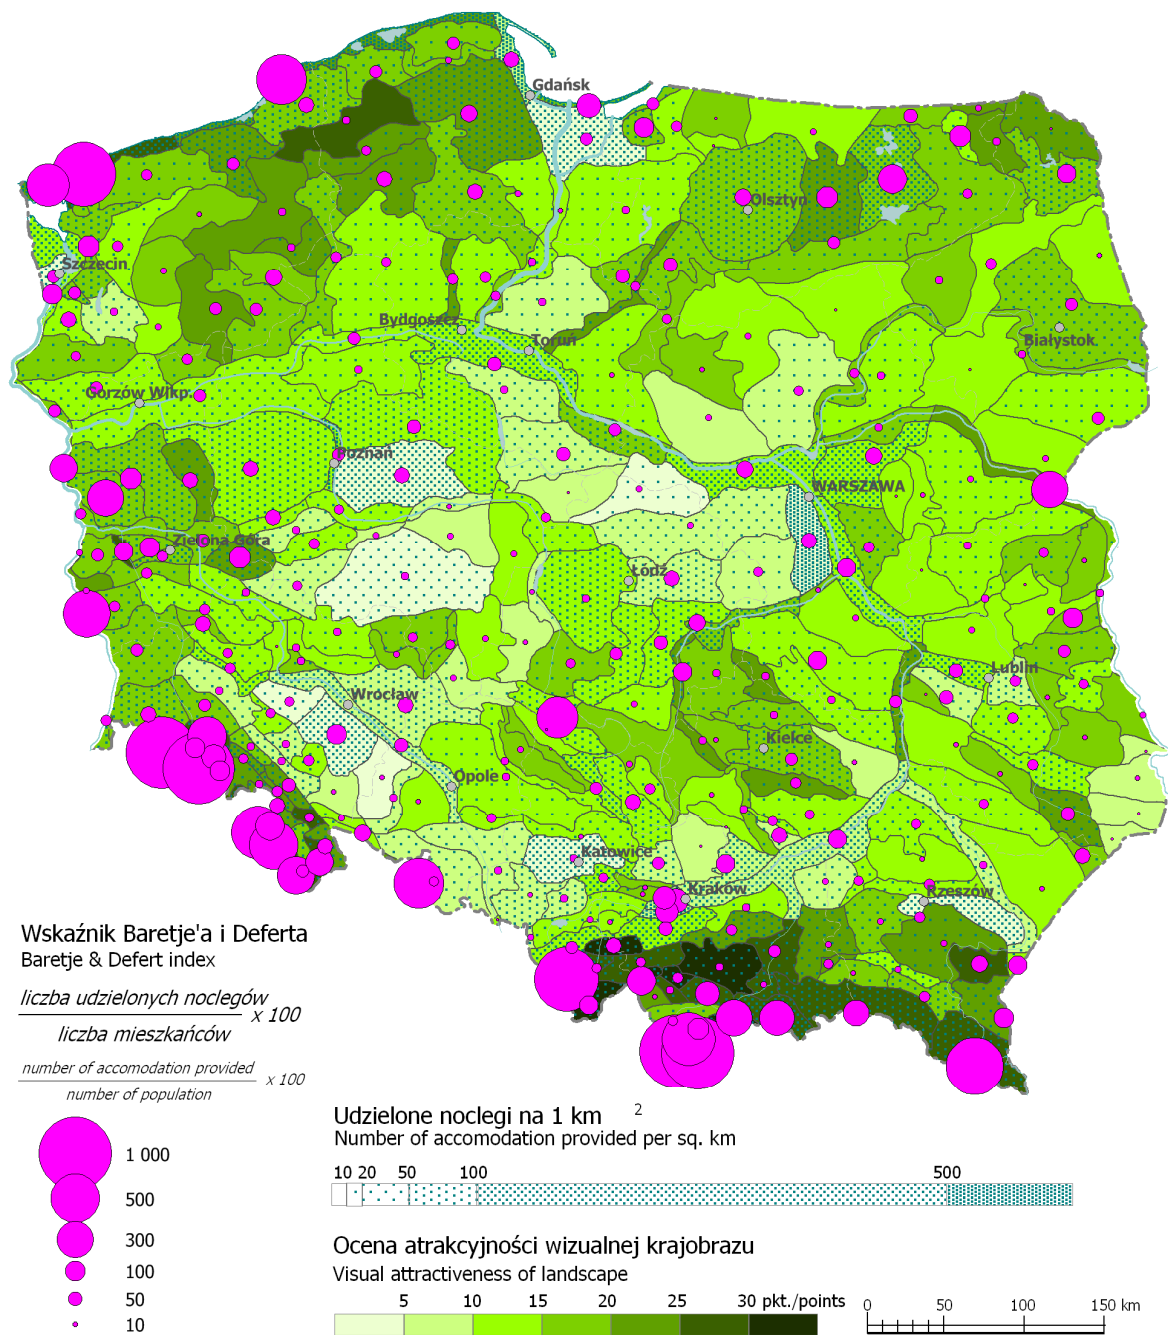 Gdańsk
Olsztyn
Szczecin
Bydgoszcz
Toruń
Białystok
Gorzów Wlkp.
Poznań
WARSZAWA
Zielona Góra
Łódź
Lublin
Wrocław
Kielce
Opole
Katowice
Kraków
Rzeszów
Wskaźnik Baretje'a i Deferta
Baretje & Defert index
liczba udzielonych noclegów
x 100
liczba mieszkańców
number of accomodation provided
x 100
number of population
1 000
500
300
100
50
10
Udzielone noclegi na 1 km 2
Number of accomodation provided per sq. km
10 20 50 100 500
Ocena atrakcyjności wizualnej krajobrazu
Visual attractiveness of landscape
5 10 15 20 25 30 pkt./points
0 50 100 150 km